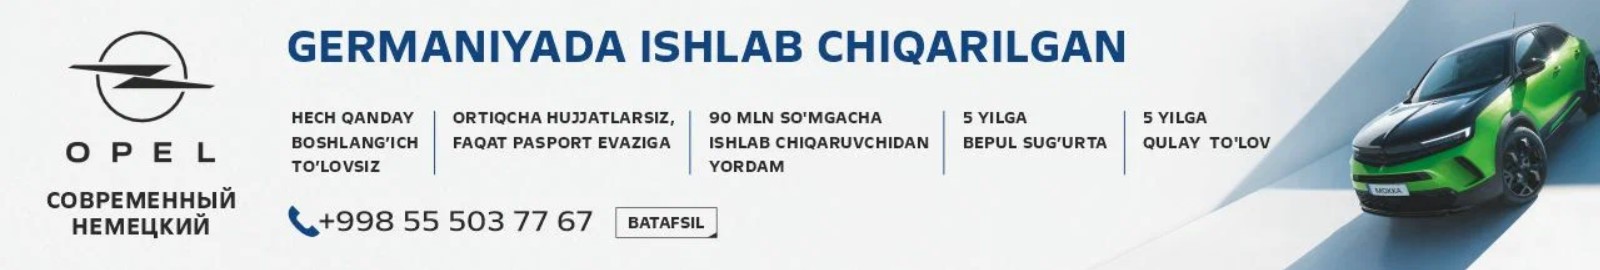 OPEL
СОВРЕМЕННЫЙ
НЕМЕЦКИЙ
GERMANIYADA ISHLAB CHIQARILGAN
HECH QANDAY
BOSHLANG'ICH
TO'LOVSIZ
ORTIQCHA HUJJATLARSIZ,
FAQAT PASPORT EVAZIGA
90 MLN SO'MGACHA
ISHLAB CHIQARUVCHIDAN
YORDAM
5 YILGA
BEPUL SUG'URTA
5 YILGA
QULAY TO'LOV
+998 55 503 77 67
BATAFSIL
MOKKA